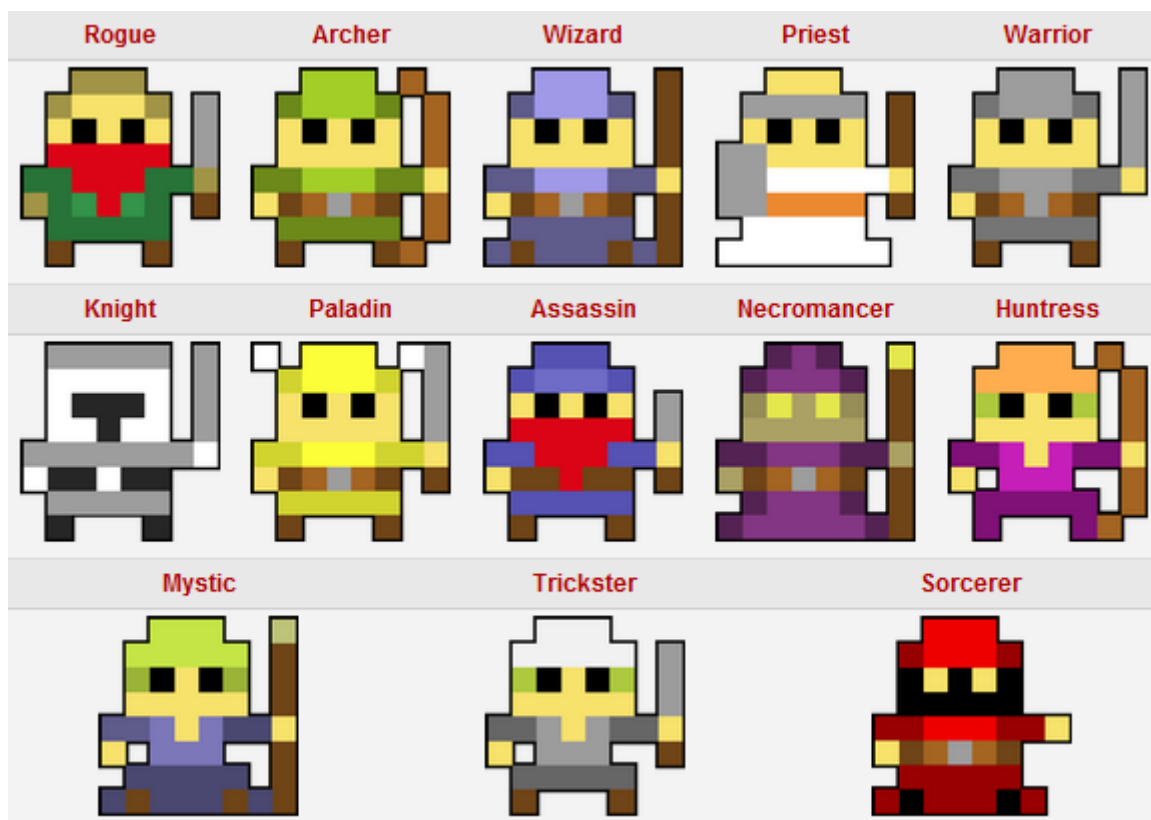 Rogue Archer Wizard Priest Warrior
Knight Paladin Assassin Necromancer Huntress
Mystic Trickster Sorcerer